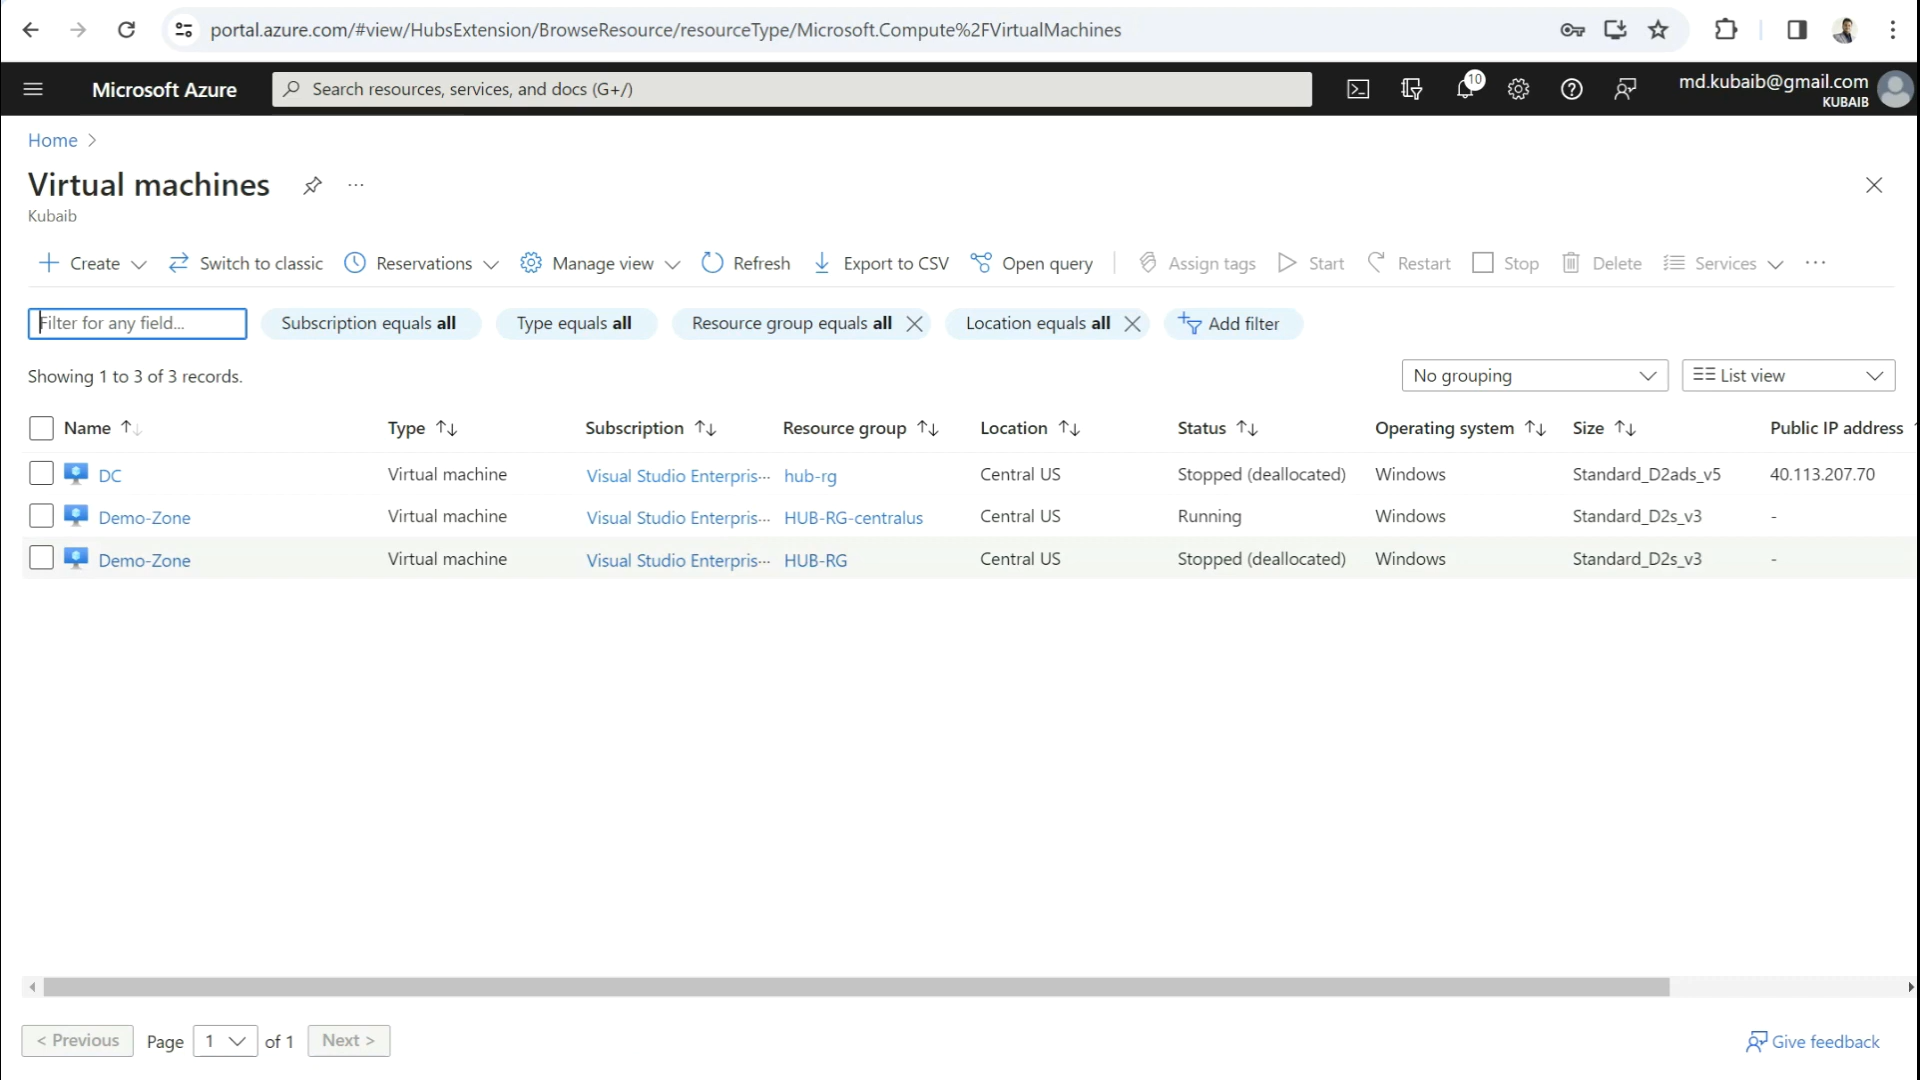 portal.azure.com/#view/HubsExtension/BrowseResource/resourceType/Microsoft.Compute%2FVirtualMachines
Microsoft Azure
Search resources, services, and docs (G+/)
10
md.kubaib@gmail.com
KUBAIB
Home >
Virtual machines
...
Kubaib
Create
Switch to classic
Reservations
Manage view
Refresh
Export to CSV
Open query
Assign tags
Start
Restart
Stop
Delete
Services
...
Filter for any field...
Subscription equals all
Type equals all
Resource group equals all
Location equals all
Add filter
Showing 1 to 3 of 3 records.
No grouping
List view
Name Type Subscription Resource group Location Status Operating system Size Public IP address
DC Virtual machine Visual Studio Enterpris... hub-rg Central US Stopped (deallocated) Windows Standard_D2ads_v5 40.113.207.70
Demo-Zone Virtual machine Visual Studio Enterpris... HUB-RG-centralus Central US Running Windows Standard_D2s_v3 -
Demo-Zone Virtual machine Visual Studio Enterpris... HUB-RG Central US Stopped (deallocated) Windows Standard_D2s_v3 -
< Previous Page 1 of 1 Next >
Give feedback